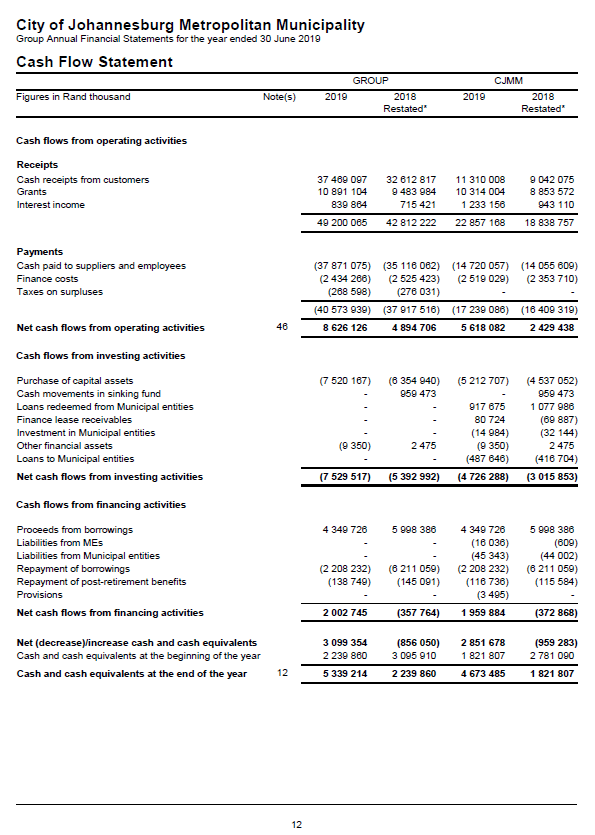 City of Johannesburg Metropolitan Municipality
Group Annual Financial Statements for the year ended 30 June 2019
Cash Flow Statement
GROUP CJMM
Figures in Rand thousand Note(s) 2019 2018 2019 2018
Restated* Restated*
Cash flows from operating activities
Receipts
Cash receipts from customers 37 469 097 32 612 817 11 310 008 9 042 075
Grants 10 891 104 9 483 984 10 314 004 8 853 572
Interest income 839 864 715 421 1 233 156 943 110
49 200 065 42 812 222 22 857 168 18 838 757
Payments
Cash paid to suppliers and employees (37 871 075) (35 116 062) (14 720 057) (14 055 609)
Finance costs (2 434 266) (2 525 423) (2 519 029) (2 353 710)
Taxes on surpluses (268 598) (276 031) - -
(40 573 939) (37 917 516) (17 239 086) (16 409 319)
Net cash flows from operating activities 46 8 626 126 4 894 706 5 618 082 2 429 438
Cash flows from investing activities
Purchase of capital assets (7 520 167) (6 354 940) (5 212 707) (4 537 052)
Cash movements in sinking fund - 959 473 - 959 473
Loans redeemed from Municipal entities - - 917 675 1 077 986
Finance lease receivables - - 80 724 (69 887)
Investment in Municipal entities - - (14 984) (32 144)
Other financial assets (9 350) 2 475 (9 350) 2 475
Loans to Municipal entities - - (487 646) (416 704)
Net cash flows from investing activities (7 529 517) (5 392 992) (4 726 288) (3 015 853)
Cash flows from financing activities
Proceeds from borrowings 4 349 726 5 998 386 4 349 726 5 998 386
Liabilities from MEs - - (16 036) (609)
Liabilities from Municipal entities - - (45 343) (44 002)
Repayment of borrowings (2 208 232) (6 211 059) (2 208 232) (6 211 059)
Repayment of post-retirement benefits (138 749) (145 091) (116 736) (115 584)
Provisions - - (3 495) -
Net cash flows from financing activities 2 002 745 (357 764) 1 959 884 (372 868)
Net (decrease)/increase cash and cash equivalents 3 099 354 (856 050) 2 851 678 (959 283)
Cash and cash equivalents at the beginning of the year 2 239 860 3 095 910 1 821 807 2 781 090
Cash and cash equivalents at the end of the year 12 5 339 214 2 239 860 4 673 485 1 821 807
12